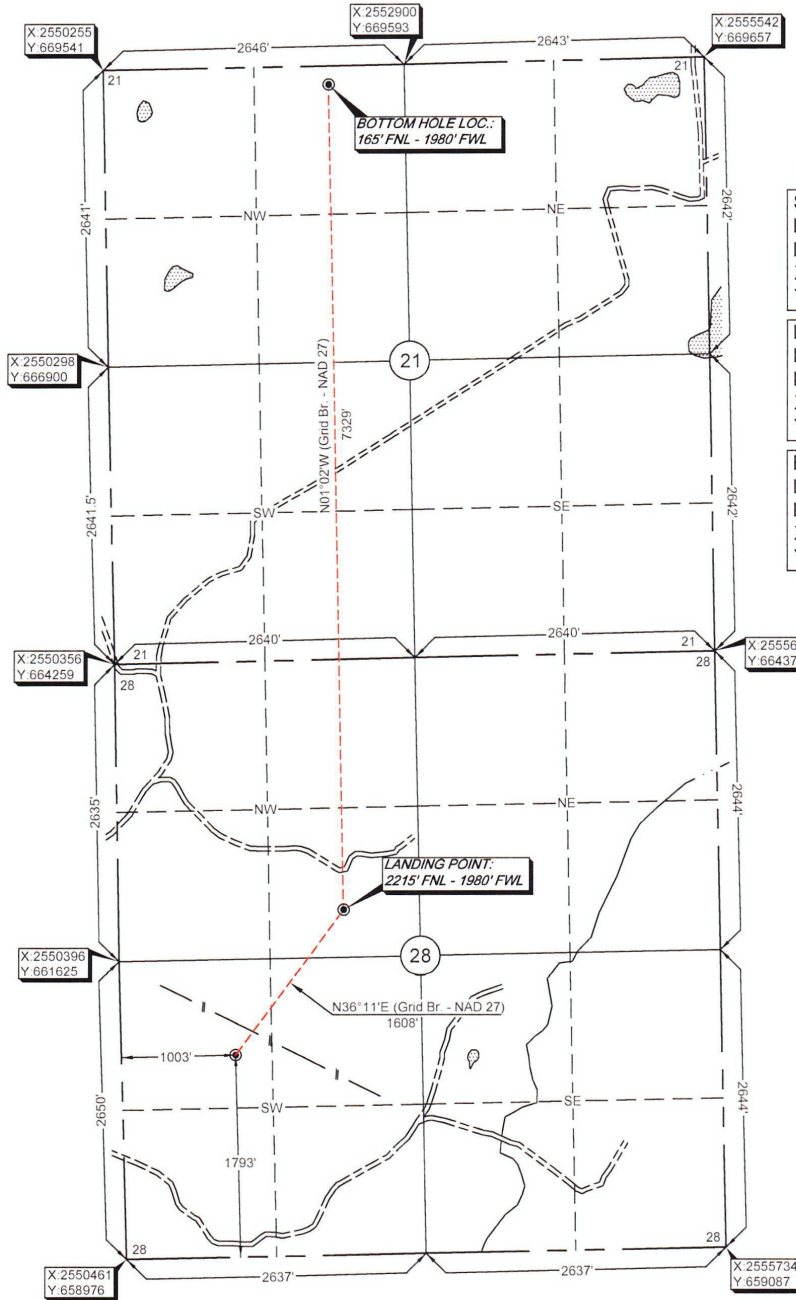 X:2550255
Y:669541
2646'
X:2552900
Y:669593
2643'
X:2555542
Y:669657
21
21
BOTTOM HOLE LOC.:
165' FNL - 1980' FWL
2641'
NW
NE
2642'
N01°02'W (Grid Br. - NAD 27)
7329'
X:2550298
Y:666900
21
2641.5'
SW
SE
2642'
X:2550356
Y:664259
21
2640'
2640'
21
28
28
X:25556
Y:66437
2635'
NW
NE
2644'
LANDING POINT:
2215' FNL - 1980' FWL
X:2550396
Y:661625
28
N36°11'E (Grid Br. - NAD 27)
1608'
1003'
2650'
SW
SE
2644'
1793'
28
28
X:2550461
Y:658976
2637'
2637'
X:2555734
Y:659087